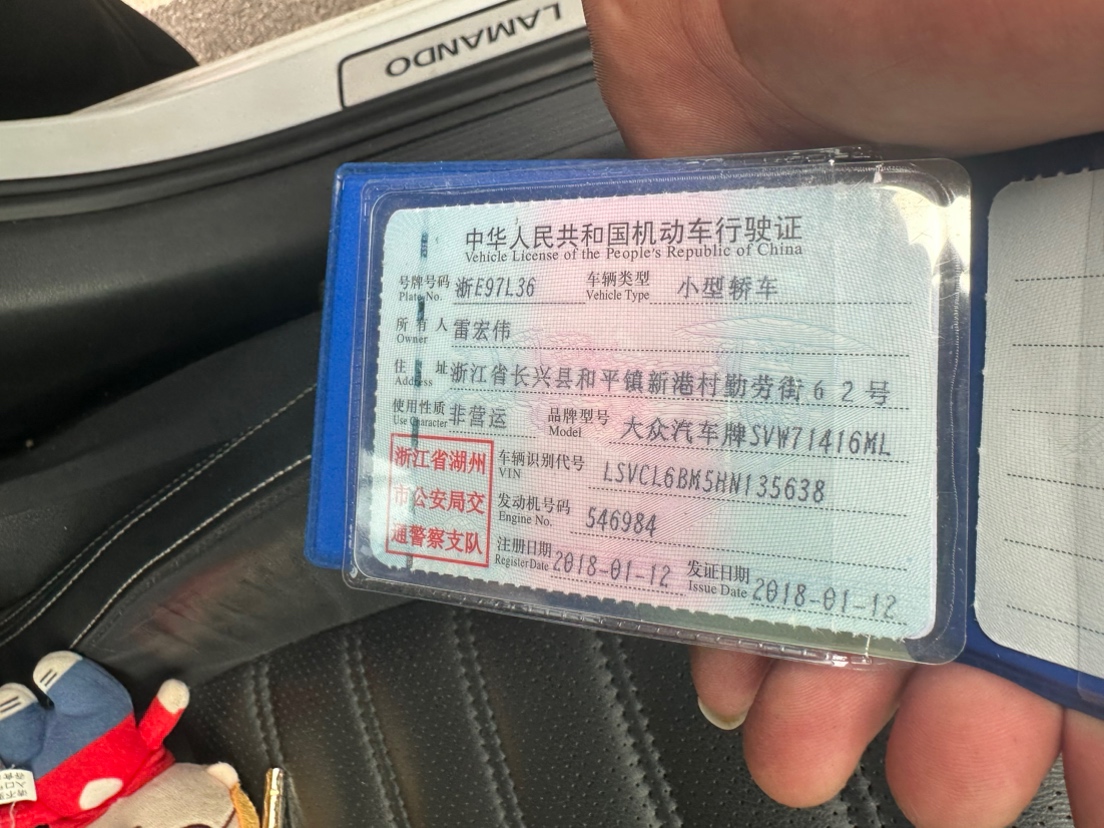 LAMANDO
中华人民共和国机动车行驶证
Vehicle License of the People's Republic of China
号牌号码 浙E97L36 车辆类型 小型轿车
Plate No. Vehicle Type
所有人 雷宏伟
Owner
住址 浙江省长兴县和平镇新港村勤劳街62号
Address
使用性质 非营运 品牌型号 大众汽车牌SVW71416ML
Use Character Model
浙江省湖州
市公安局交
通警察支队
车辆识别代号 LSVCL6BM5HN135638
VIN
发动机号码 546984
Engine No.
注册日期 2018-01-12 发证日期 2018-01-12
Register Date Issue Date